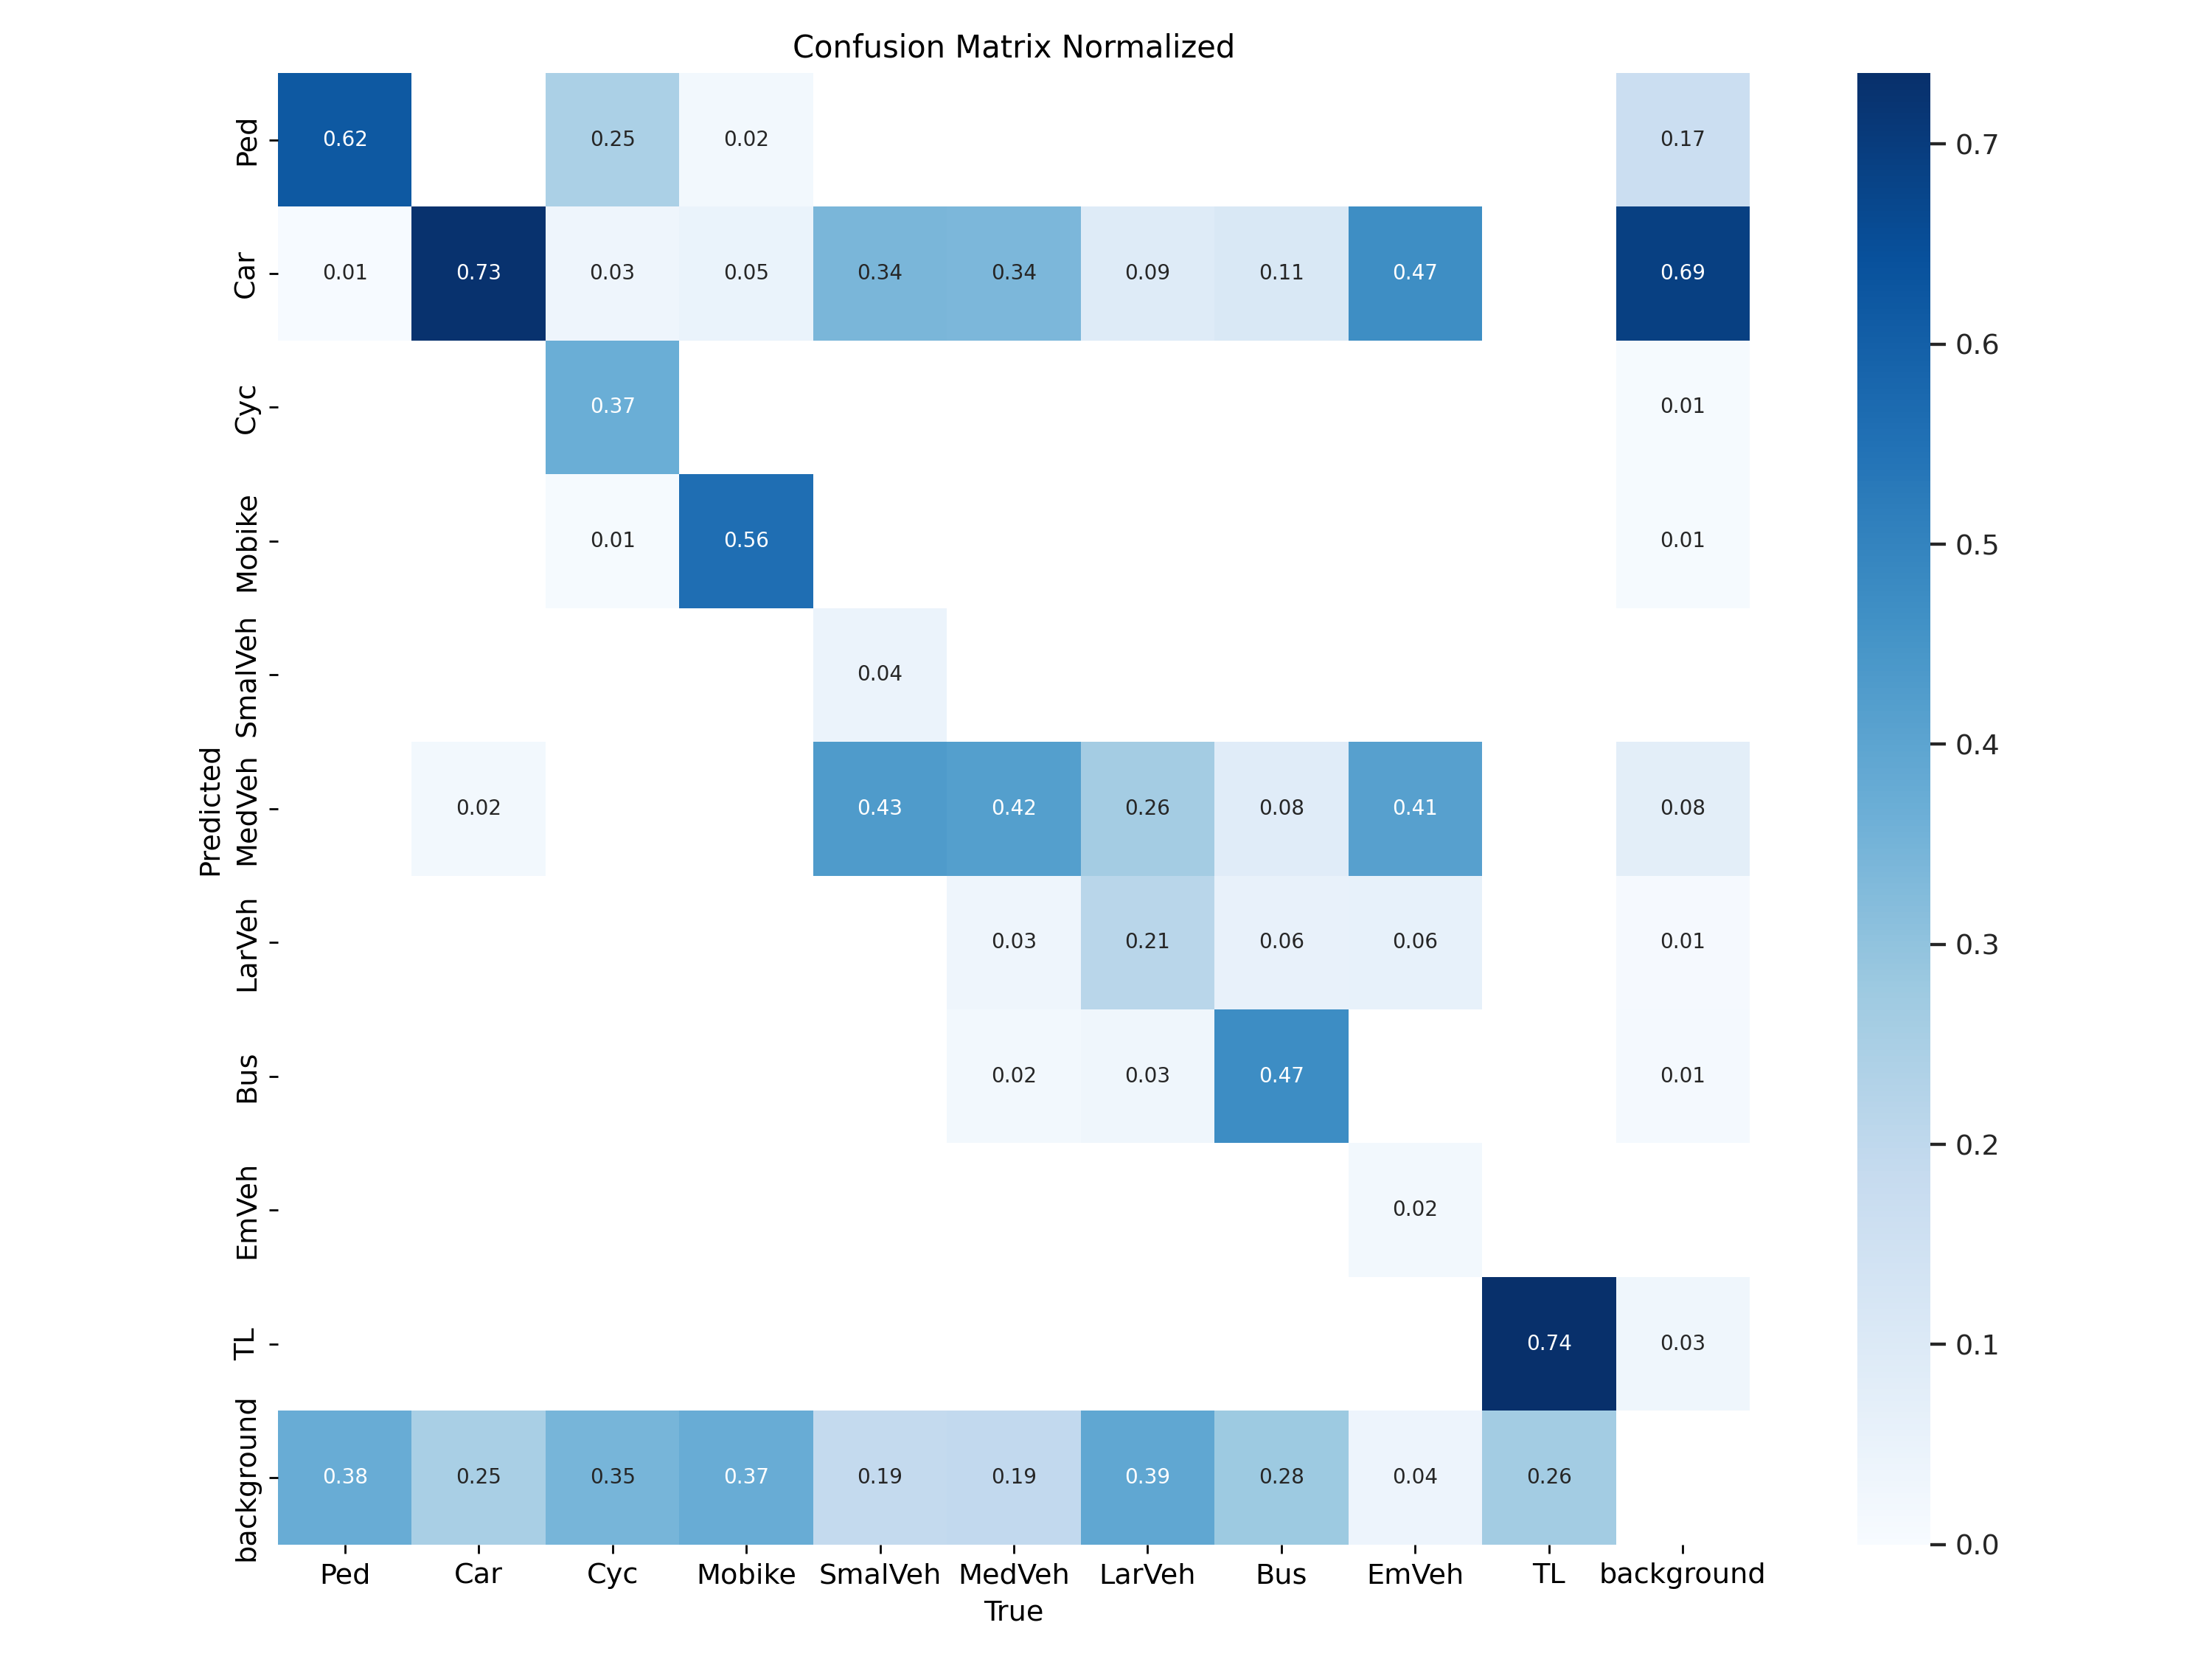 Confusion Matrix Normalized
Ped 0.62 0.25 0.02 0.17
Car 0.01 0.73 0.03 0.05 0.34 0.34 0.09 0.11 0.47 0.69
Cyc 0.37 0.01
Mobike 0.01 0.56 0.01
SmalVeh 0.04
Predicted
MedVeh 0.02 0.43 0.42 0.26 0.08 0.41 0.08
LarVeh 0.03 0.21 0.06 0.06 0.01
Bus 0.02 0.03 0.47 0.01
EmVeh 0.02
TL 0.74 0.03
background 0.38 0.25 0.35 0.37 0.19 0.19 0.39 0.28 0.04 0.26
Ped Car Cyc Mobike SmalVeh MedVeh LarVeh Bus EmVeh TL background
True
0.7
0.6
0.5
0.4
0.3
0.2
0.1
0.0